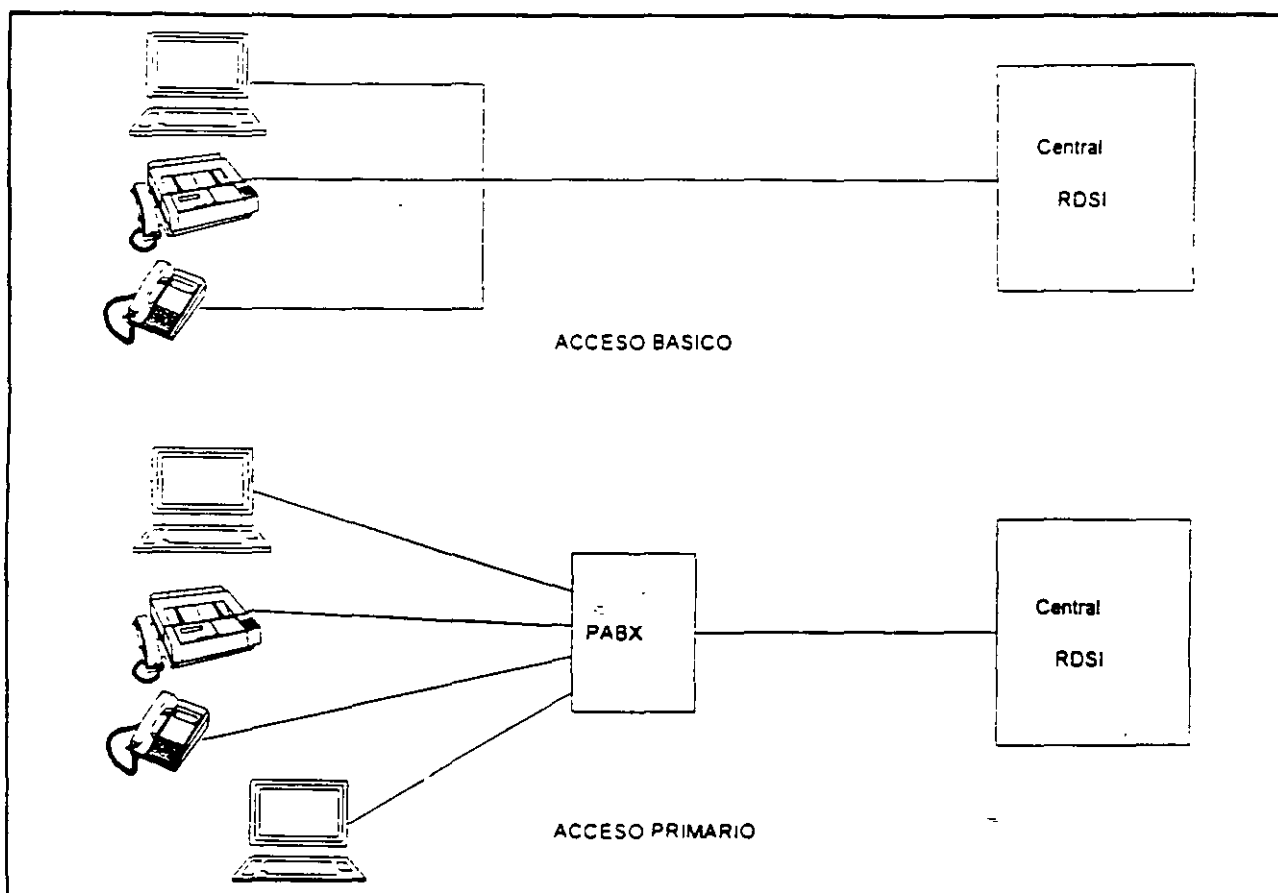 Central
RDSI
ACCESO BASICO
PABX
Central
RDSI
ACCESO PRIMARIO